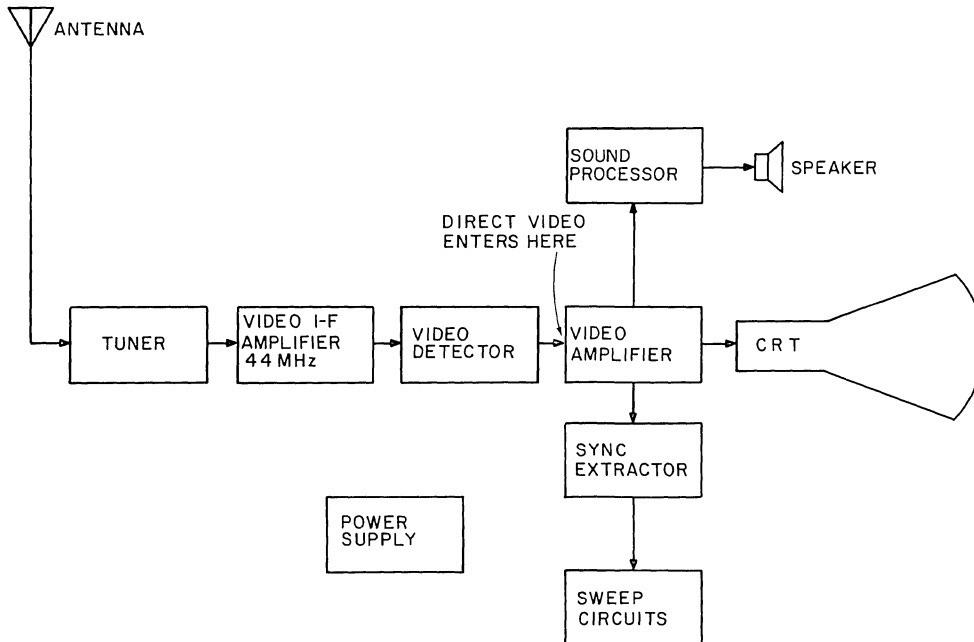 ANTENNA
SOUND
PROCESSOR
SPEAKER
DIRECT VIDEO
ENTERS HERE
TUNER
VIDEO I-F
AMPLIFIER
44 MHz
VIDEO
DETECTOR
VIDEO
AMPLIFIER
CRT
SYNC
EXTRACTOR
POWER
SUPPLY
SWEEP
CIRCUITS